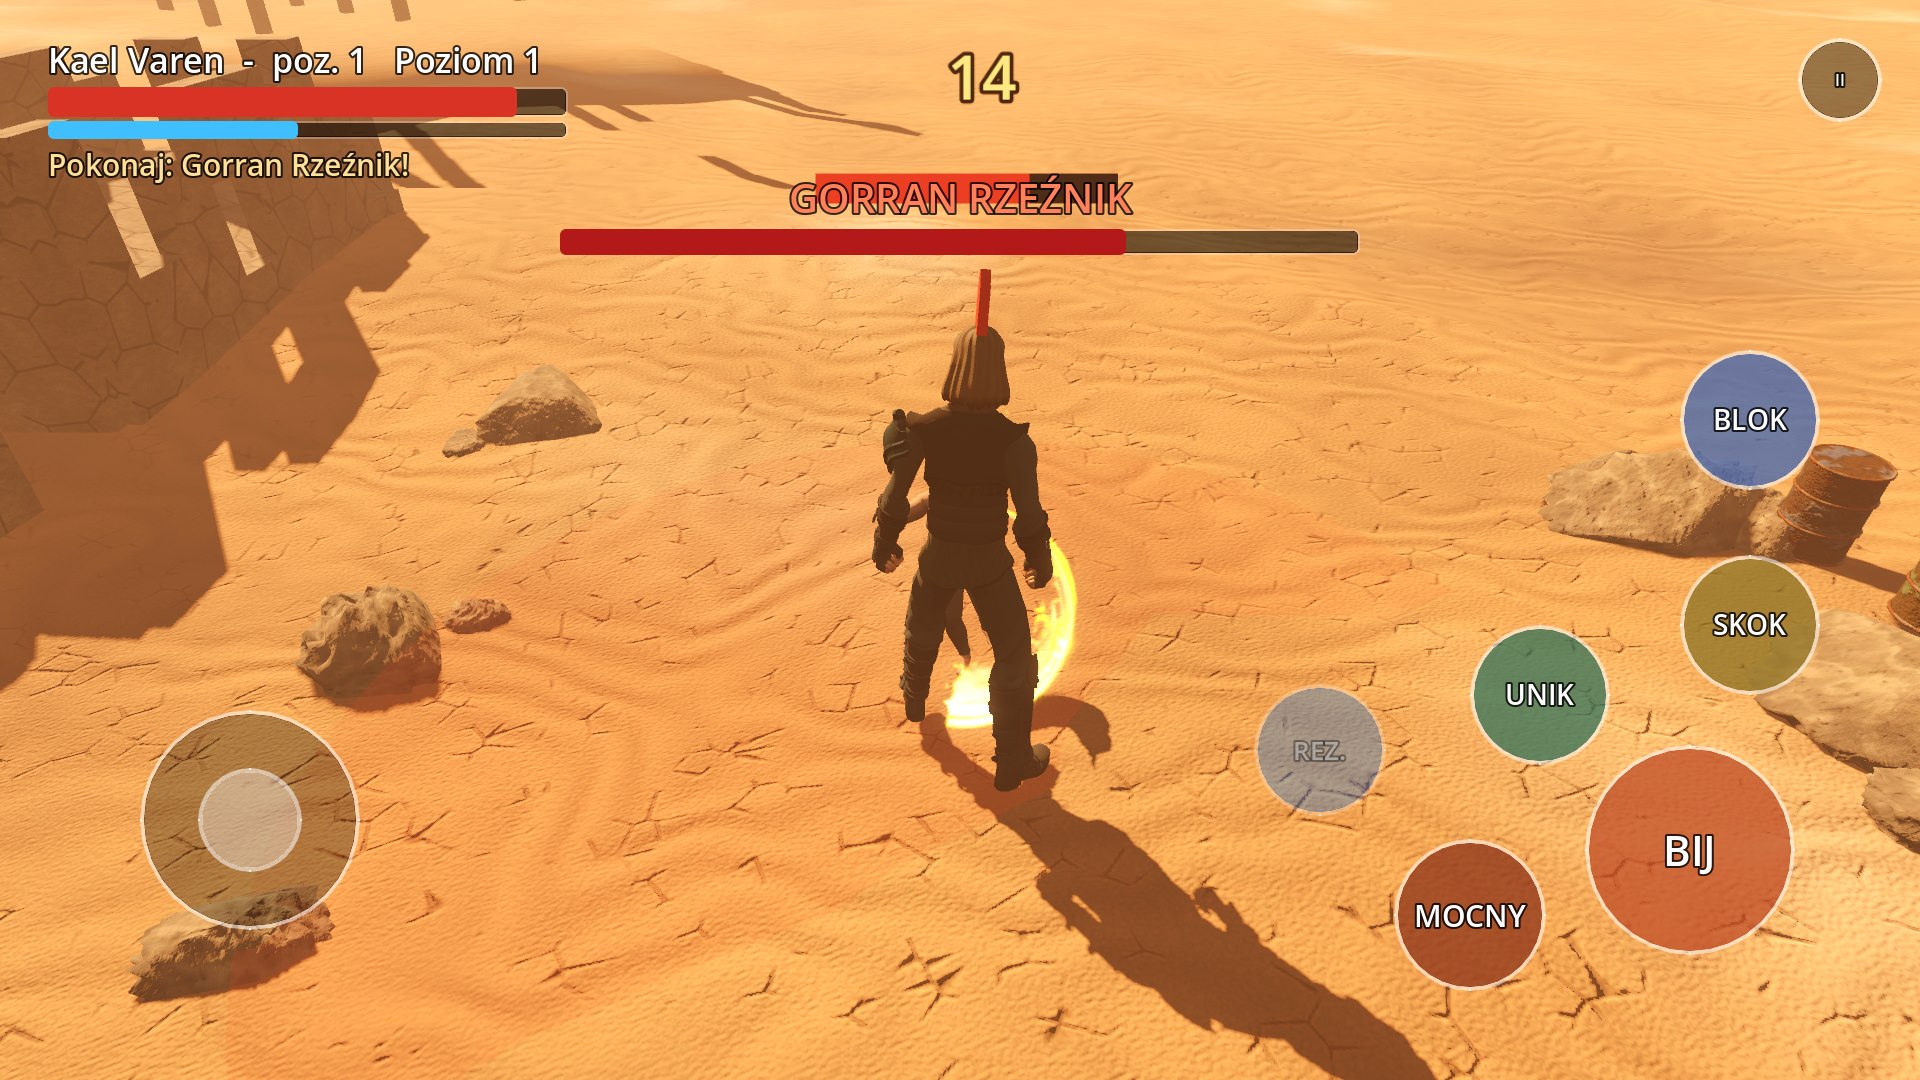 Kael Varen - poz. 1 Poziom 1
14
II
Pokonaj: Gorran Rzeźnik!
GORRAN RZEŹNIK
BLOK
SKOK
UNIK
REZ.
BIJ
MOCNY